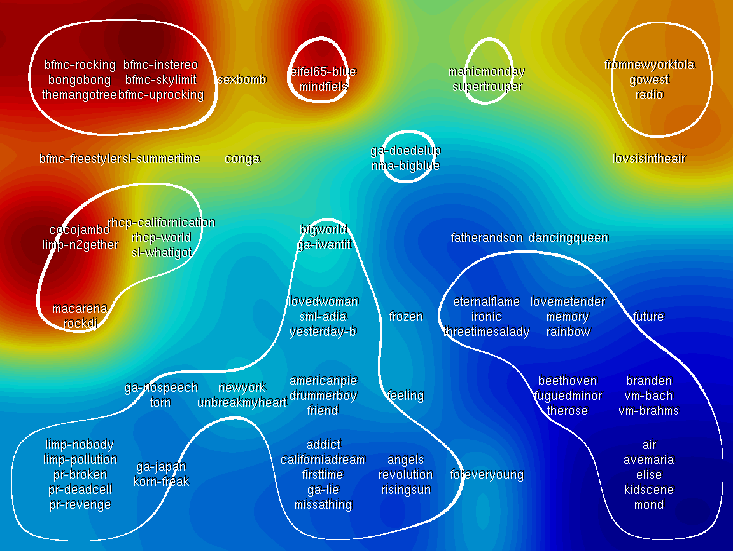 bfmc-rocking bfmc-instereo
bongobong bfmc-skylimit
themangotree bfmc-uprocking
sexbomb
eifel65-blue
mindfiels
manicmonday
supertrouper
fromnewyorktola
gowest
radio
bfmc-freestyler sl-summertime
conga
ga-doedelup
nma-bigblue
lovsisintheair
cocojambo
limp-n2gether
rhcp-californication
rhcp-world
sl-whatigot
bigworld
ga-iwantit
fatherandson dancingqueen
macarena
rockdj
lovedwoman
sml-adia
yesterday-b
frozen
eternalflame
ironic
threetimesalady
lovemetender
memory
rainbow
future
ga-nospeech
torn
newyork
unbreakmyheart
americanpie
drummerboy
friend
feeling
beethoven
fuguedminor
therose
branden
vm-bach
vm-brahms
limp-nobody
limp-pollution
pr-broken
pr-deadcell
pr-revenge
ga-japan
korn-freak
addict
californiadream
firsttime
ga-lie
missathing
angels
revolution
risingsun
foreveryoung
air
avemaria
elise
kidscene
mond